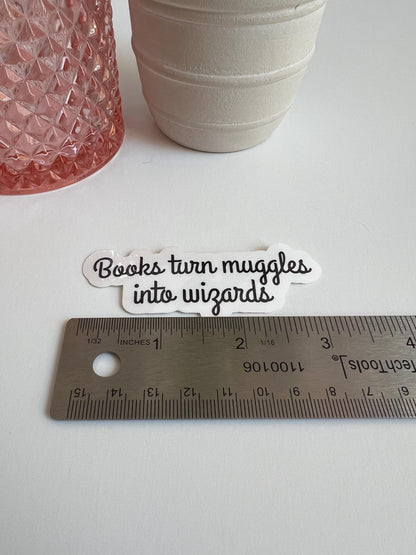 Books turn muggles
into wizards
1/32 INCHES 1 2 1/16 3 4
1100106 TechTools®
15 14 13 12 11 10 9 8 7 6